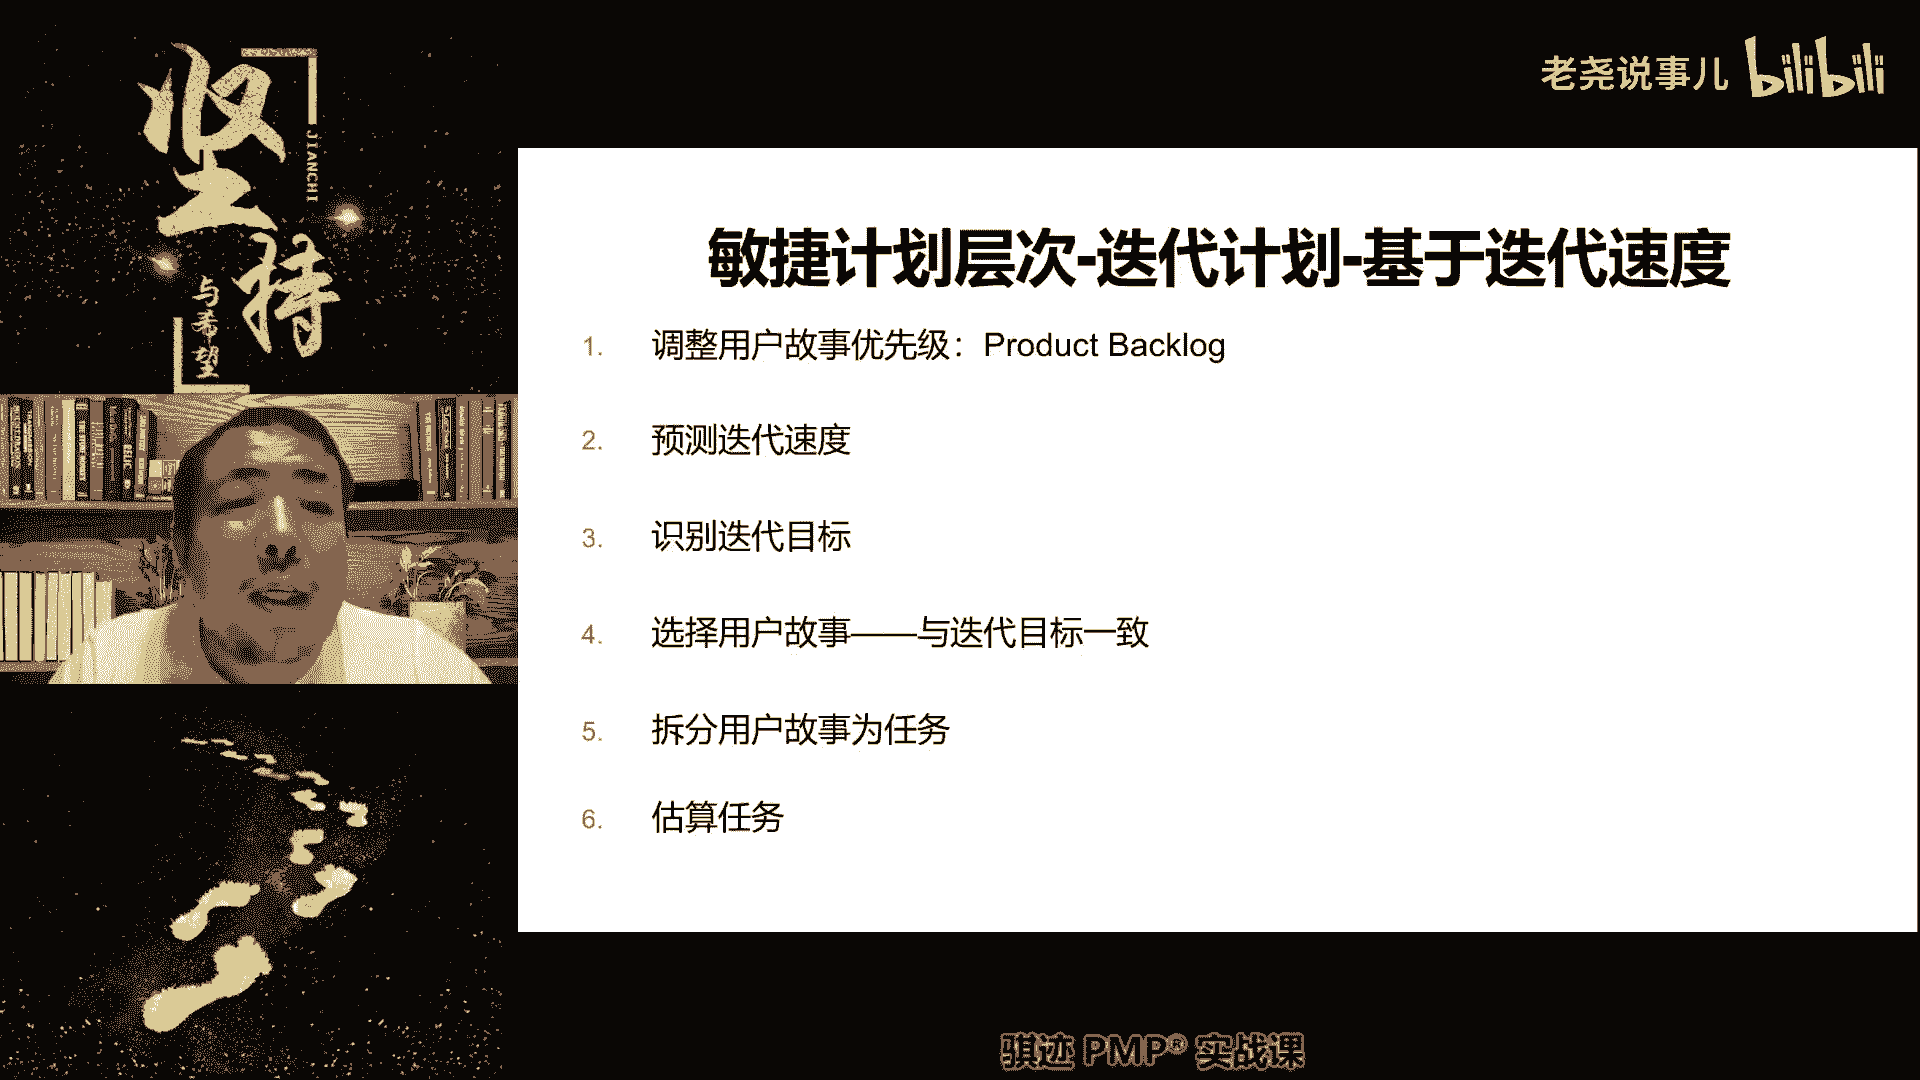 坚持
JIANCHI
与希望
老尧说事儿 bilibili
敏捷计划层次-迭代计划-基于迭代速度
1. 调整用户故事优先级：Product Backlog
2. 预测迭代速度
3. 识别迭代目标
4. 选择用户故事——与迭代目标一致
5. 拆分用户故事为任务
6. 估算任务
骐迹 PMP® 实战课